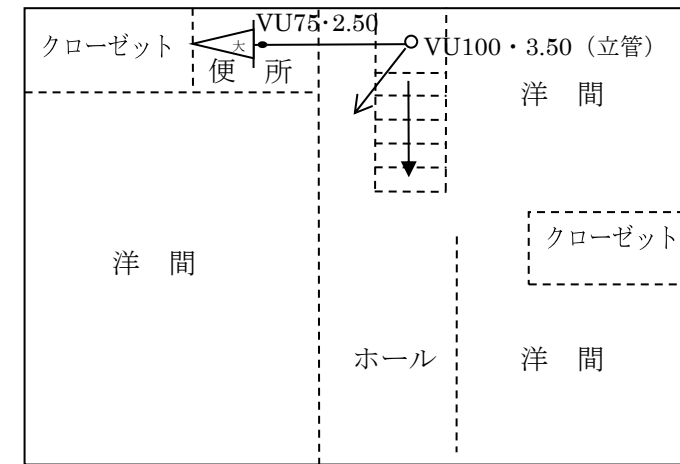 VU75・2.50
クローゼット
大
VU100・3.50（立管）
便　所
洋　間
クローゼット
洋　間
ホール
洋　間